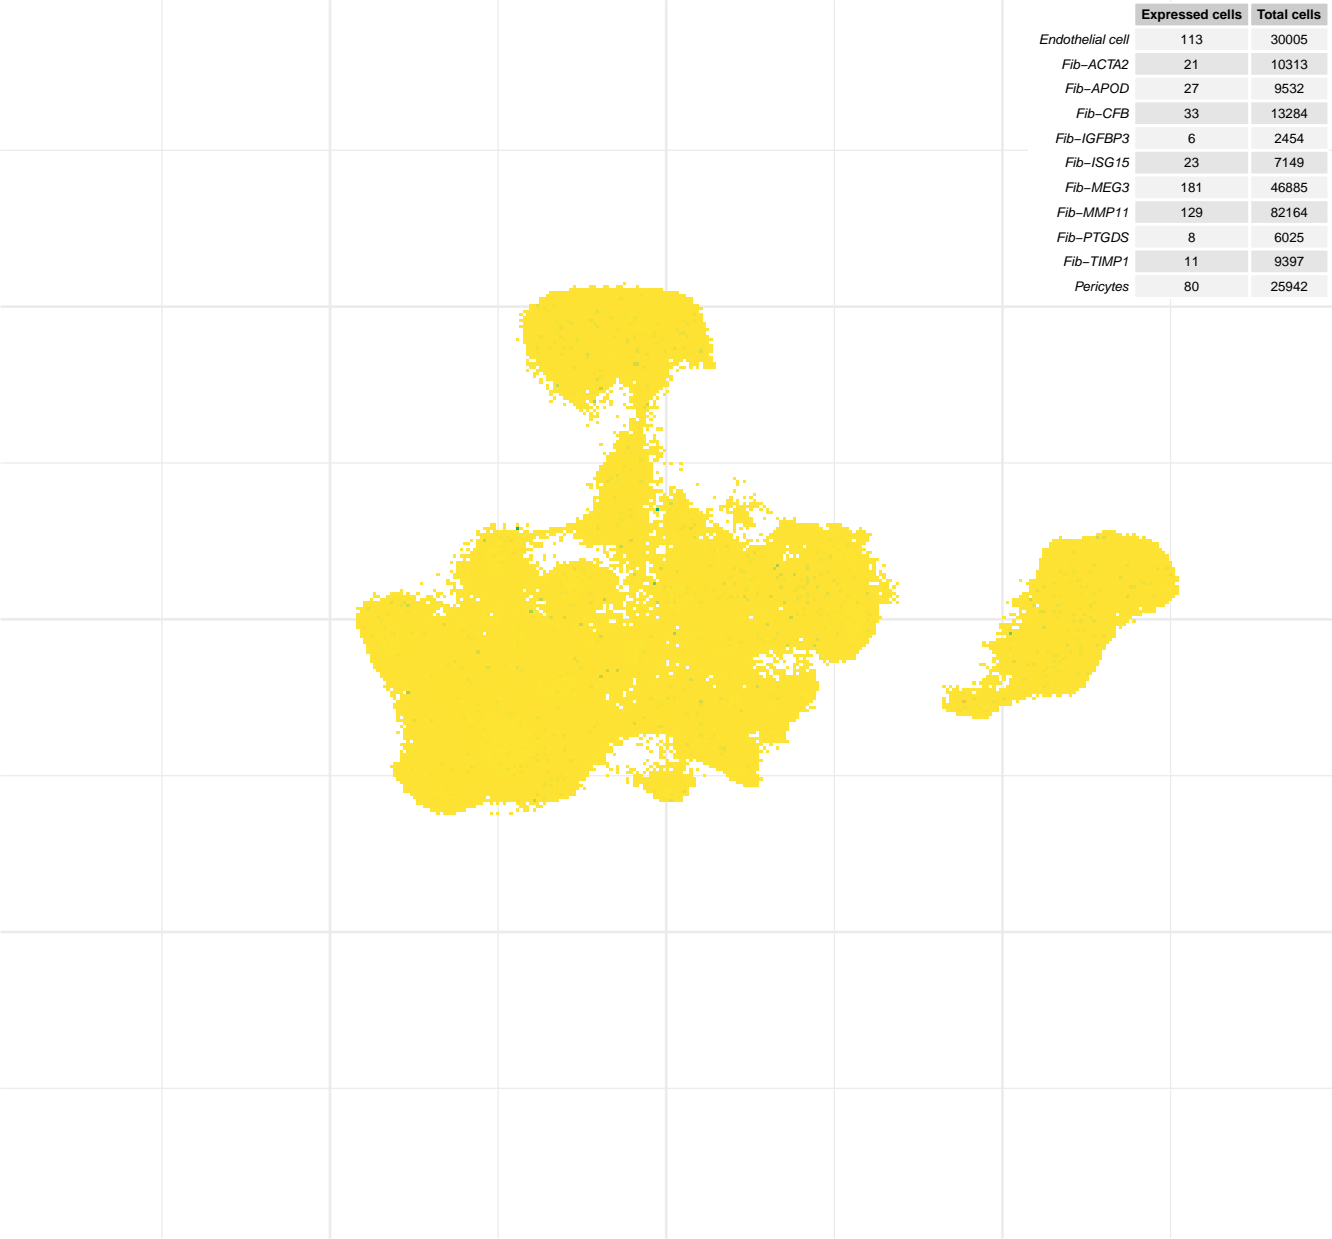 Expressed cells Total cells
Endothelial cell 113 30005
Fib−ACTA2 21 10313
Fib−APOD 27 9532
Fib−CFB 33 13284
Fib−IGFBP3 6 2454
Fib−ISG15 23 7149
Fib−MEG3 181 46885
Fib−MMP11 129 82164
Fib−PTGDS 8 6025
Fib−TIMP1 11 9397
Pericytes 80 25942